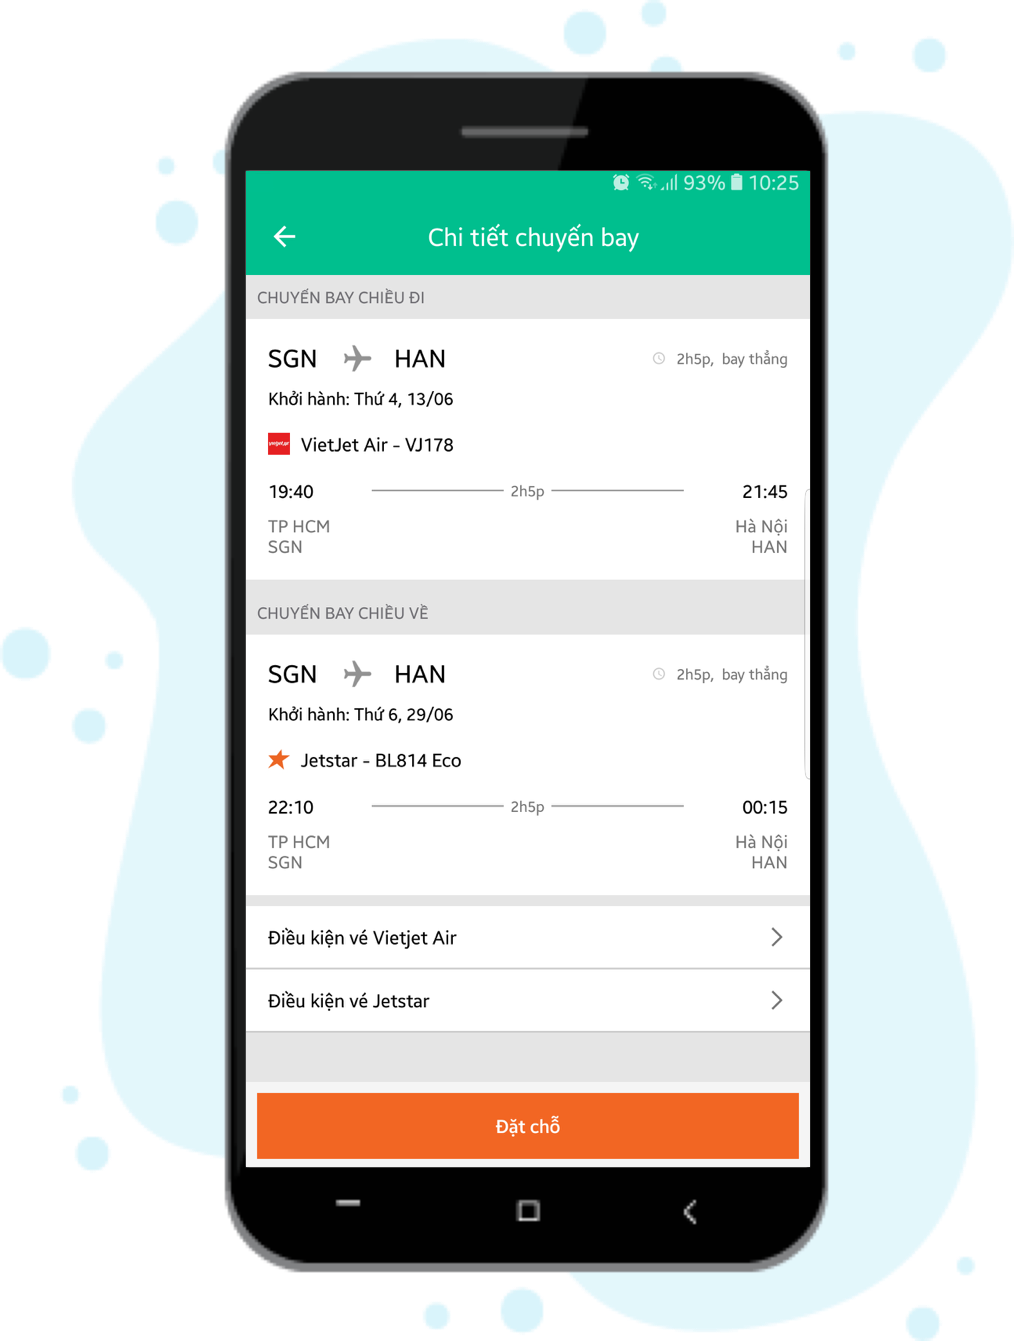 93% 10:25
Chi tiết chuyến bay
CHUYẾN BAY CHIỀU ĐI
SGN HAN 2h5p, bay thẳng
Khởi hành: Thứ 4, 13/06
vietjet Air VietJet Air - VJ178
19:40 2h5p 21:45
TP HCM Hà Nội
SGN HAN
CHUYẾN BAY CHIỀU VỀ
SGN HAN 2h5p, bay thẳng
Khởi hành: Thứ 6, 29/06
Jetstar - BL814 Eco
22:10 2h5p 00:15
TP HCM Hà Nội
SGN HAN
Điều kiện vé Vietjet Air
Điều kiện vé Jetstar
Đặt chỗ